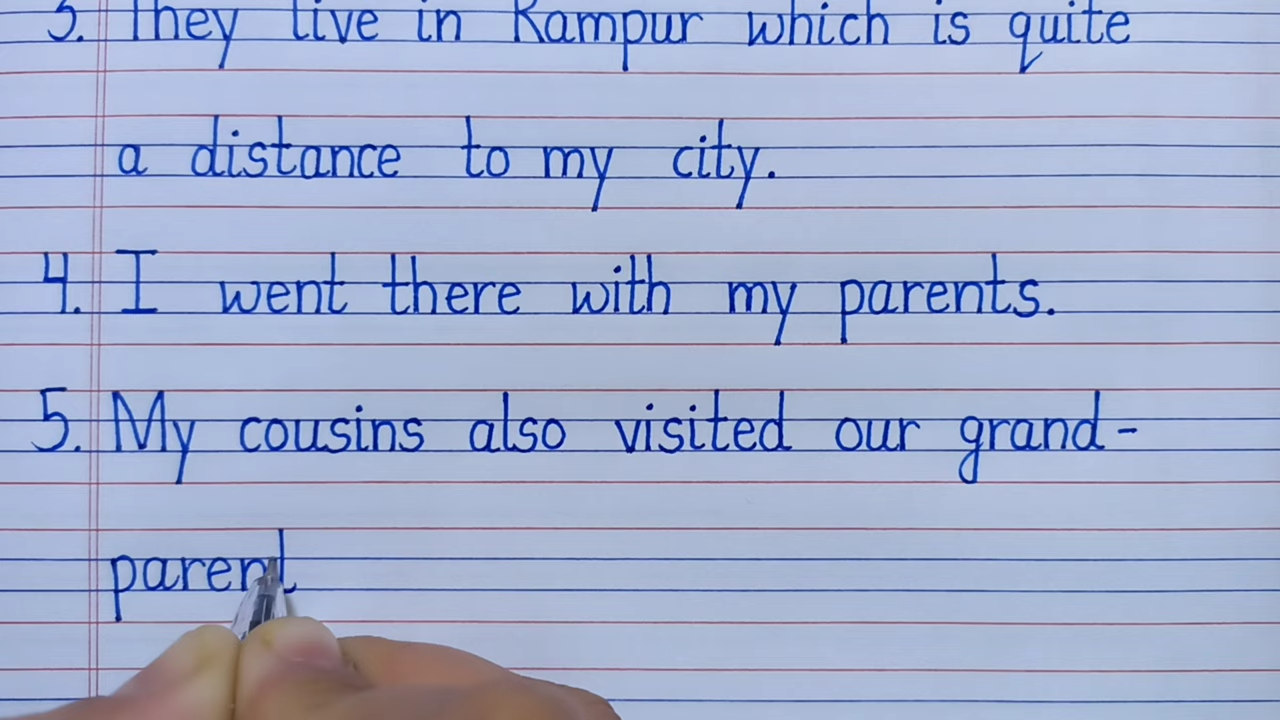 3. They live in Rampur which is quite
a distance to my city.
4. I went there with my parents.
5. My cousins also visited our grand-
parent